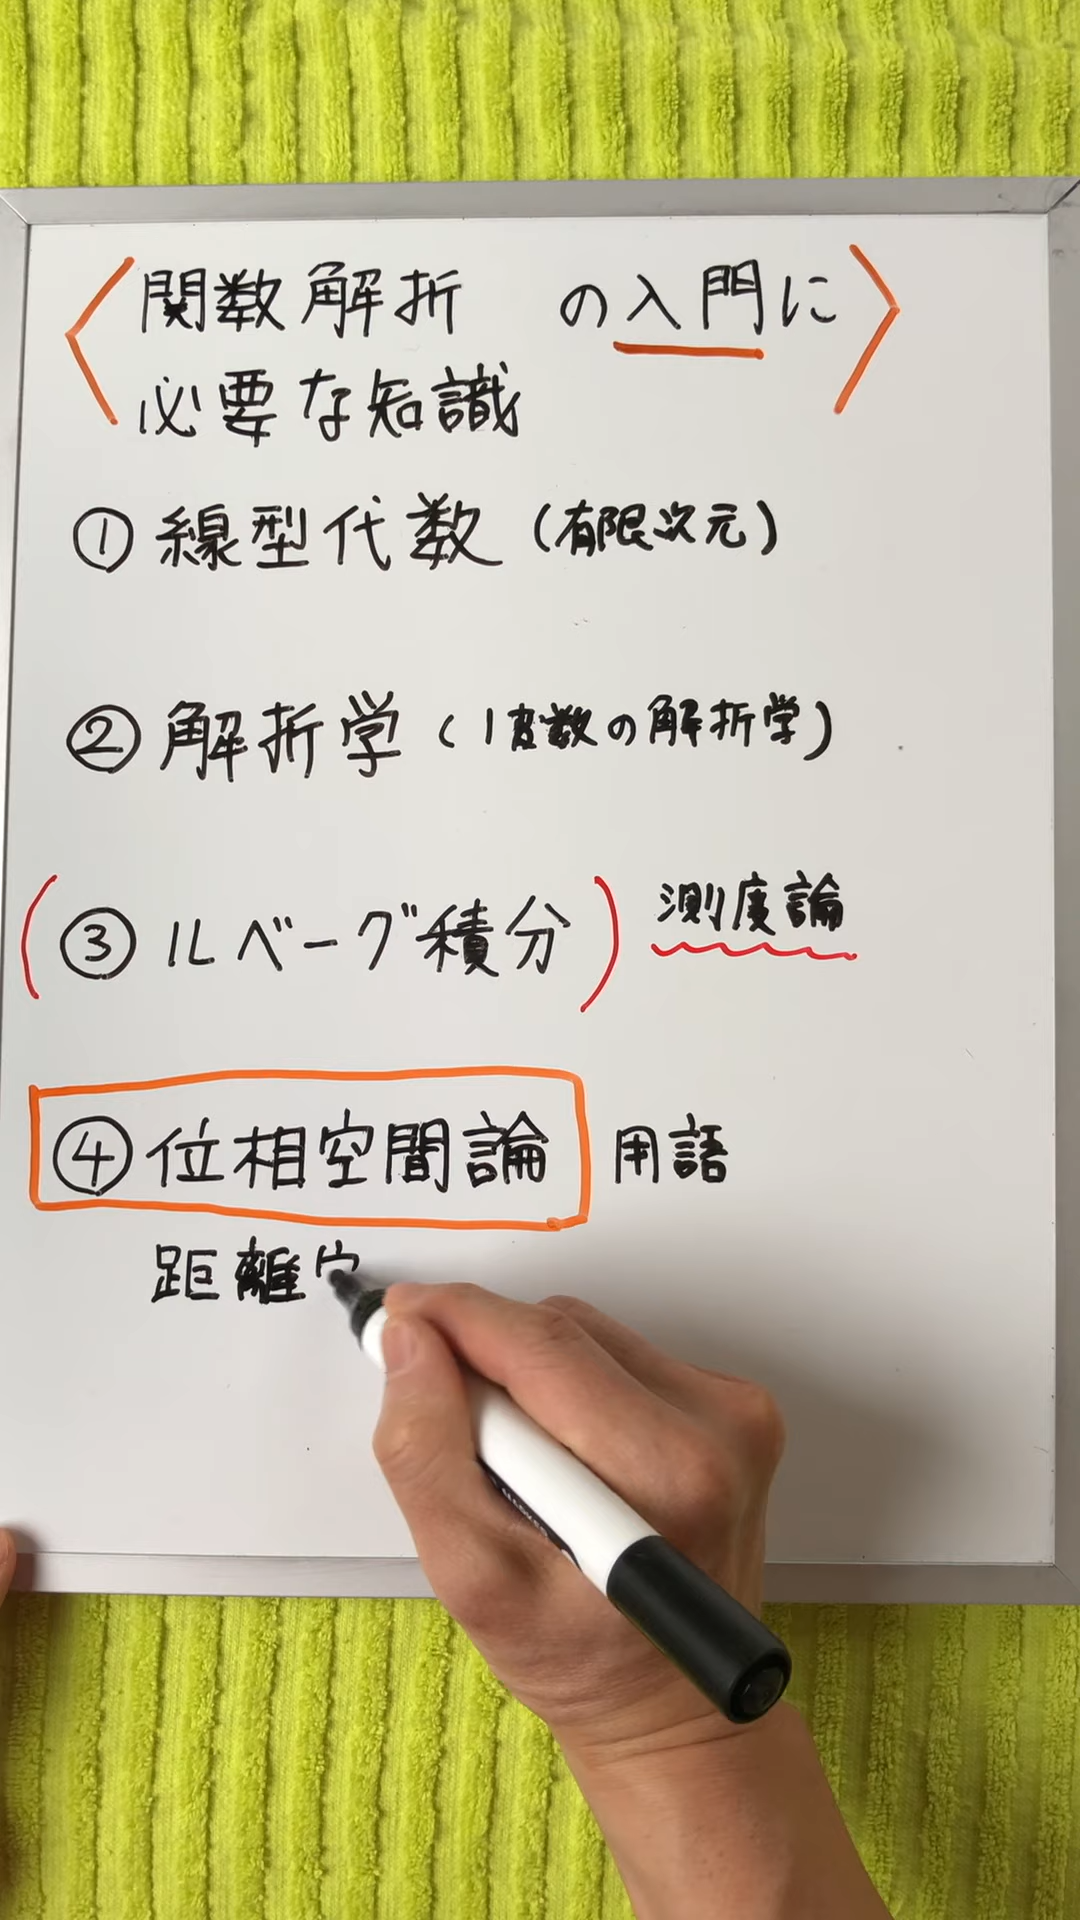 関数解析 の入門に
必要な知識
① 線型代数 (有限次元)
② 解析学 (1変数の解析学)
(③ ルベーグ積分) 測度論
④ 位相空間論 用語
距離